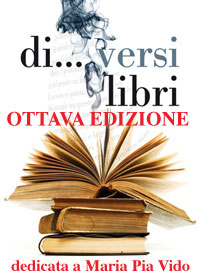 di... versi
libri
OTTAVA EDIZIONE
dedicata a Maria Pia Vido